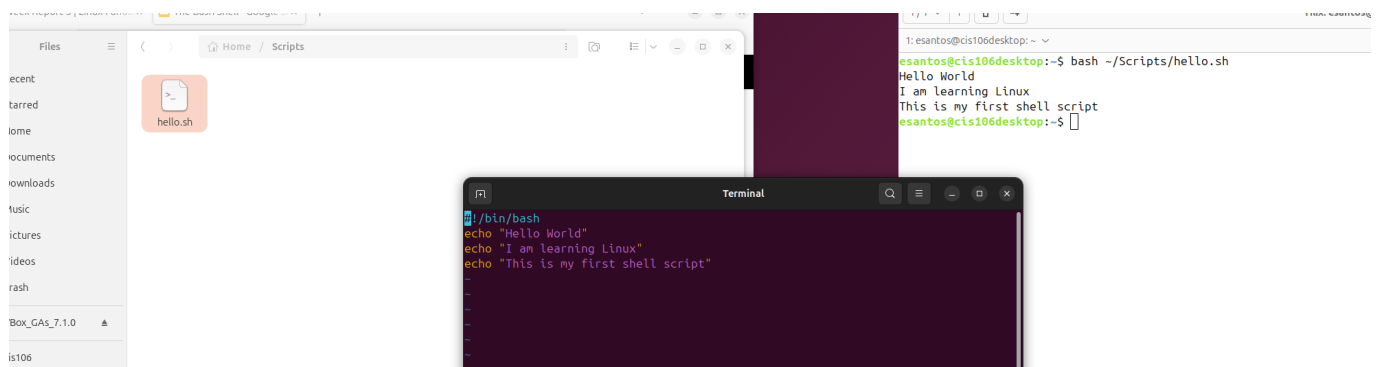 Files
Home / Scripts
ecent
tarred
ome
ocuments
ownloads
Music
ictures
ideos
rash
Box_GAs_7.1.0
is106
hello.sh
1: esantos@cis106desktop: ~
esantos@cis106desktop:~$ bash ~/Scripts/hello.sh
Hello World
I am learning Linux
This is my first shell script
esantos@cis106desktop:~$
Terminal
#!/bin/bash
echo "Hello World"
echo "I am learning Linux"
echo "This is my first shell script"
~
~
~
~
~
~